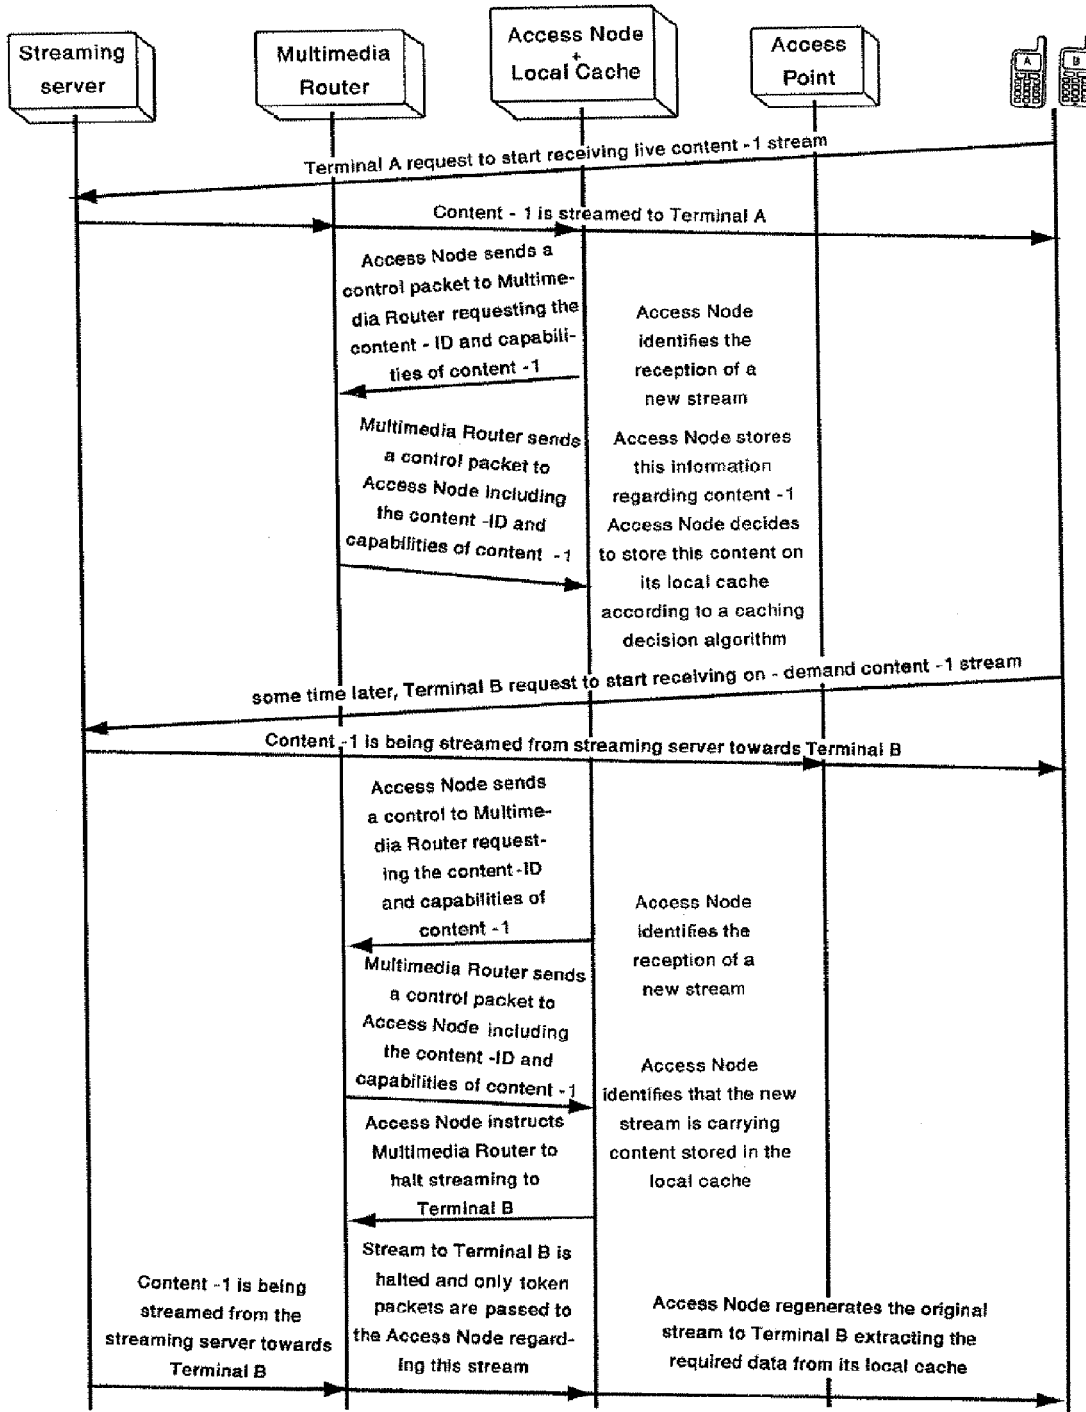 Streaming
server
Multimedia
Router
Access Node
+
Local Cache
Access
Point
A
B
Terminal A request to start receiving live content -1 stream
Content - 1 is streamed to Terminal A
Access Node sends a
control packet to Multime-
dia Router requesting the
content - ID and capabili-
ties of content -1
Access Node
identifies the
reception of a
new stream
Multimedia Router sends
a control packet to
Access Node including
the content -ID and
capabilities of content -1
Access Node stores
this information
regarding content -1
Access Node decides
to store this content on
its local cache
according to a caching
decision algorithm
some time later, Terminal B request to start receiving on - demand content -1 stream
Content -1 is being streamed from streaming server towards Terminal B
Access Node sends
a control to Multime-
dia Router request-
ing the content -ID
and capabilities of
content -1
Access Node
identifies the
reception of a
new stream
Multimedia Router sends
a control packet to
Access Node including
the content -ID and
capabilities of content -1
Access Node
identifies that the new
stream is carrying
content stored in the
local cache
Access Node instructs
Multimedia Router to
halt streaming to
Terminal B
Content -1 is being
streamed from the
streaming server towards
Terminal B
Stream to Terminal B is
halted and only token
packets are passed to
the Access Node regard-
ing this stream
Access Node regenerates the original
stream to Terminal B extracting the
required data from its local cache